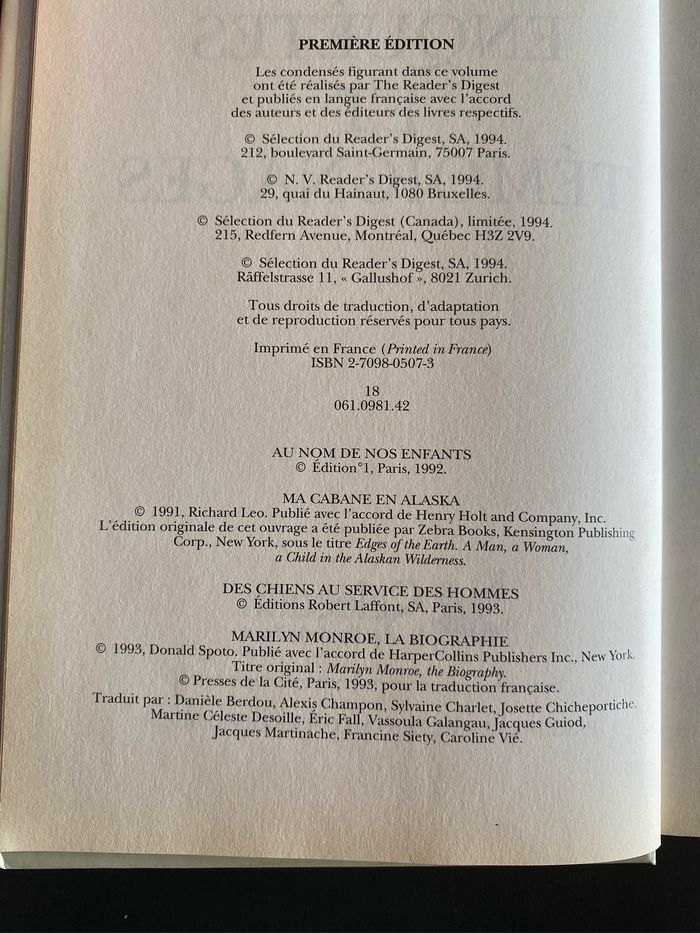 PREMIÈRE ÉDITION
Les condensés figurant dans ce volume
ont été réalisés par The Reader's Digest
et publiés en langue française avec l'accord
des auteurs et des éditeurs des livres respectifs.
© Sélection du Reader's Digest, SA, 1994.
212, boulevard Saint-Germain, 75007 Paris.
© N. V. Reader's Digest, SA, 1994.
29, quai du Hainaut, 1080 Bruxelles.
© Sélection du Reader's Digest (Canada), limitée, 1994.
215, Redfern Avenue, Montréal, Québec H3Z 2V9.
© Sélection du Reader's Digest, SA, 1994.
Räffelstrasse 11, « Gallushof », 8021 Zurich.
Tous droits de traduction, d'adaptation
et de reproduction réservés pour tous pays.
Imprimé en France (Printed in France)
ISBN 2-7098-0507-3
18
061.0981.42
AU NOM DE NOS ENFANTS
© Édition°1, Paris, 1992.
MA CABANE EN ALASKA
© 1991, Richard Leo. Publié avec l'accord de Henry Holt and Company, Inc.
L'édition originale de cet ouvrage a été publiée par Zebra Books, Kensington Publishing
Corp., New York, sous le titre Edges of the Earth. A Man, a Woman,
a Child in the Alaskan Wilderness.
DES CHIENS AU SERVICE DES HOMMES
© Éditions Robert Laffont, SA, Paris, 1993.
MARILYN MONROE, LA BIOGRAPHIE
© 1993, Donald Spoto. Publié avec l'accord de HarperCollins Publishers Inc., New York.
Titre original : Marilyn Monroe, the Biography.
© Presses de la Cité, Paris, 1993, pour la traduction française.
Traduit par : Danièle Berdou, Alexis Champon, Sylvaine Charlet, Josette Chicheportiche,
Martine Céleste Desoille, Éric Fall, Vassoula Galangau, Jacques Guiod,
Jacques Martinache, Francine Siety, Caroline Vié.